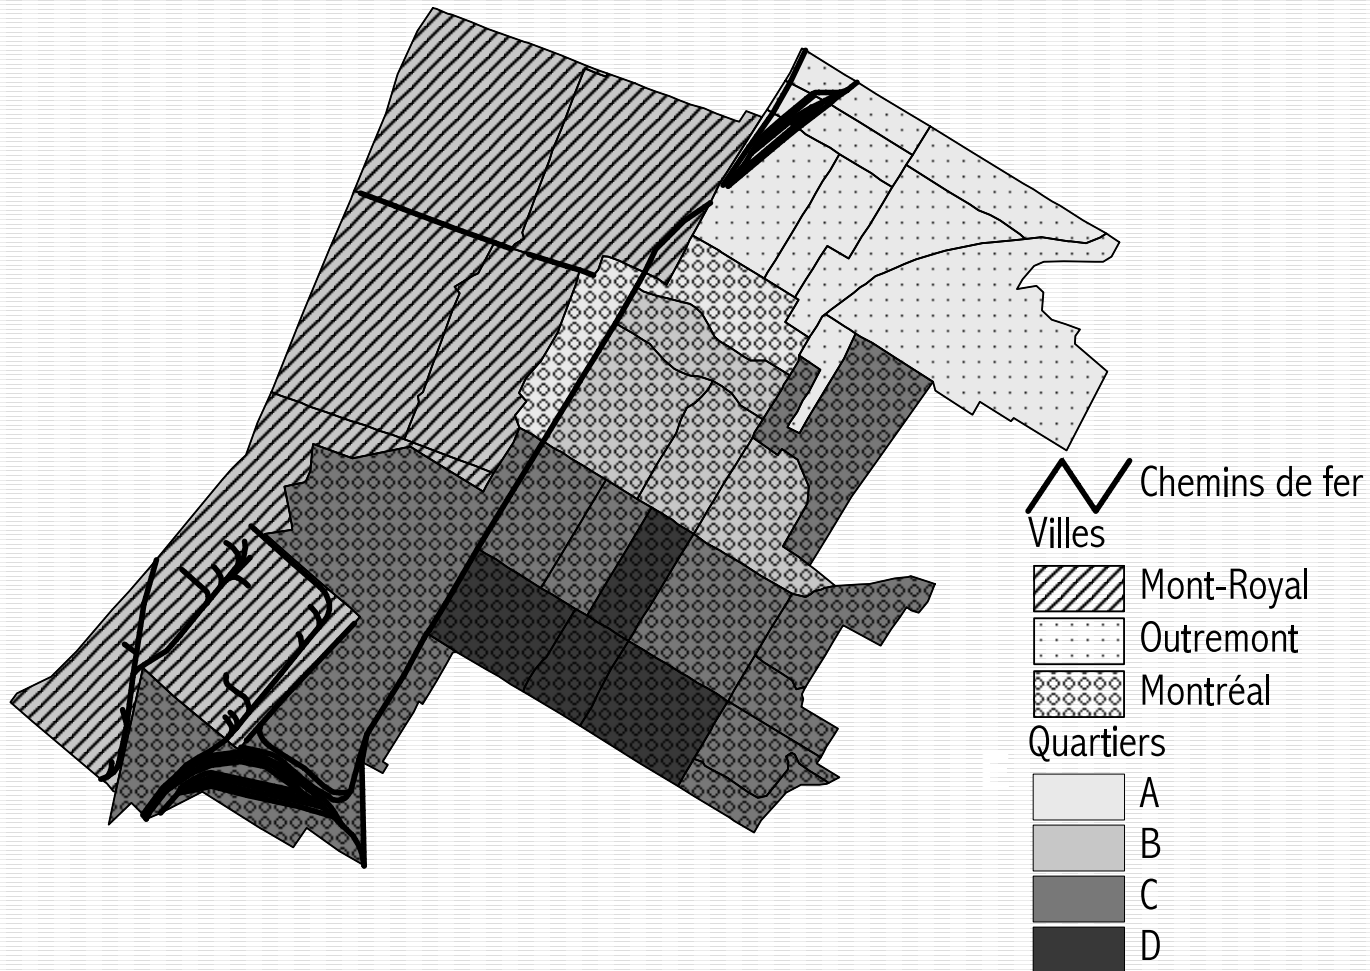 Chemins de fer
Villes
Mont-Royal
Outremont
Montréal
Quartiers
A
B
C
D